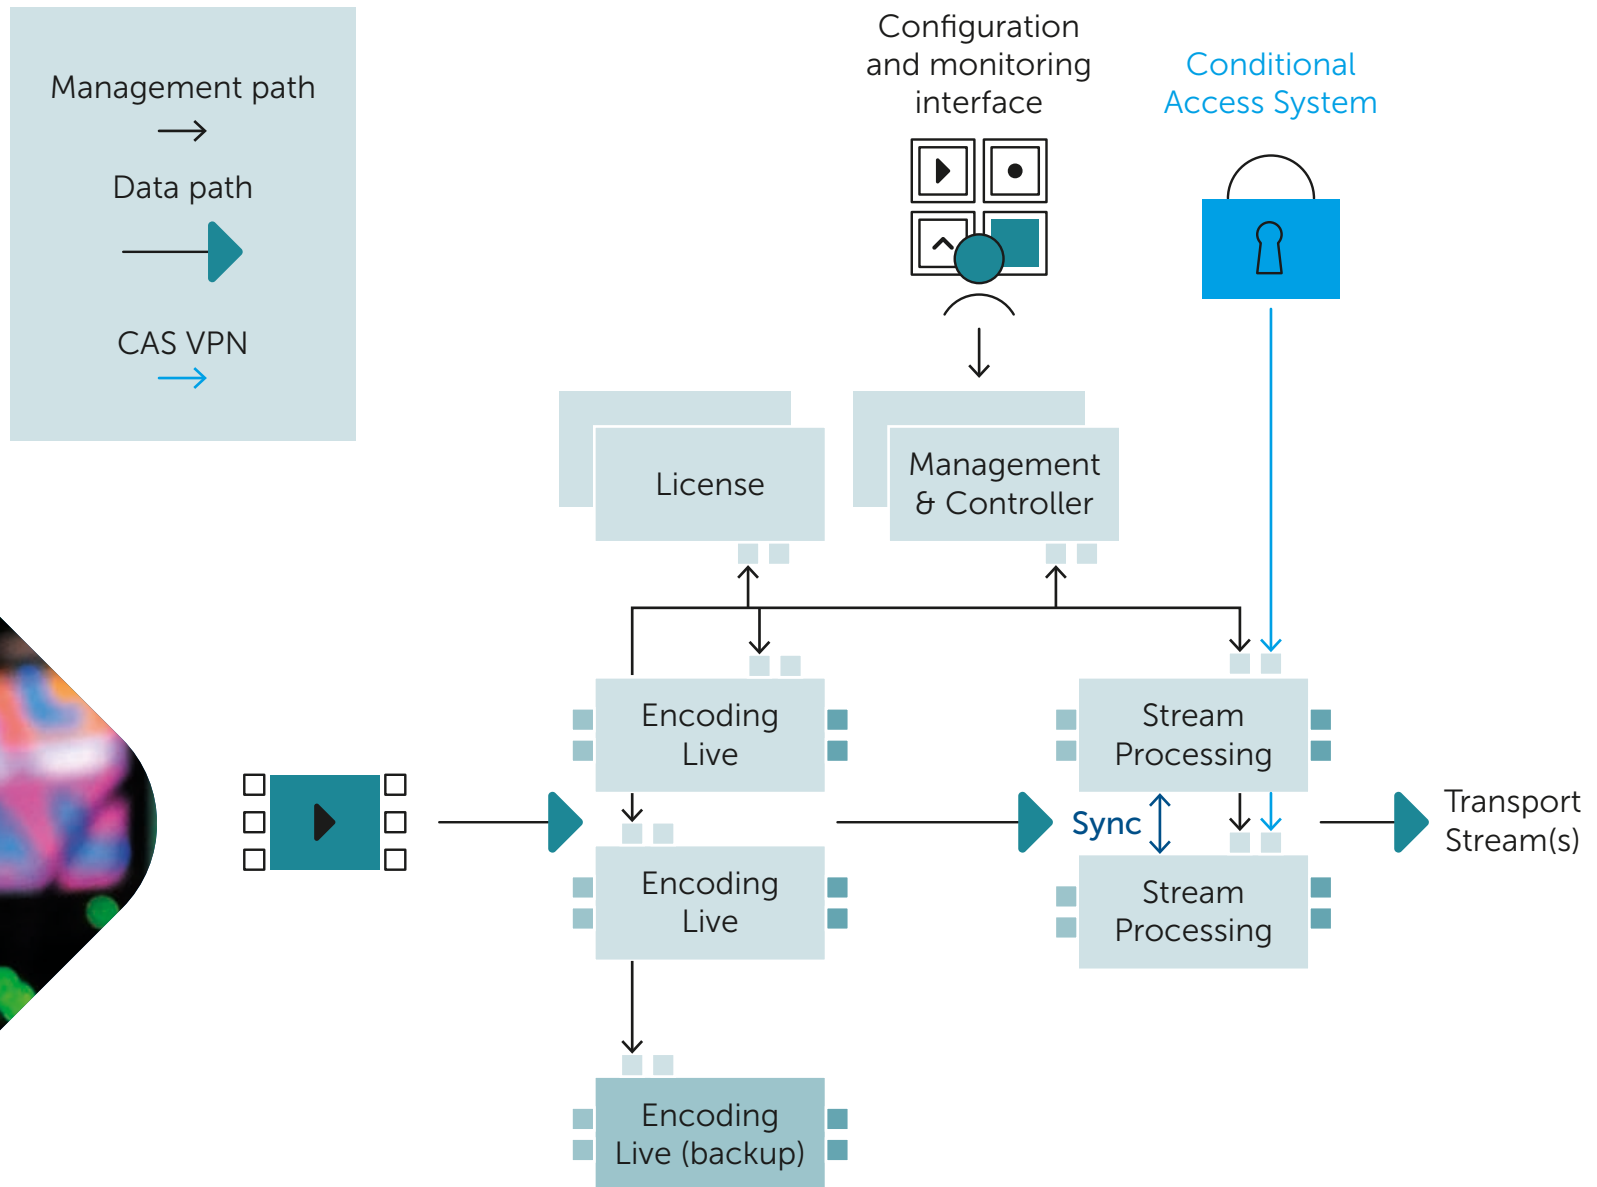 Management path
Data path
CAS VPN
Configuration
and monitoring
interface
Conditional
Access System
License
Management
& Controller
Encoding
Live
Encoding
Live
Encoding
Live (backup)
Stream
Processing
Sync
Stream
Processing
Transport
Stream(s)